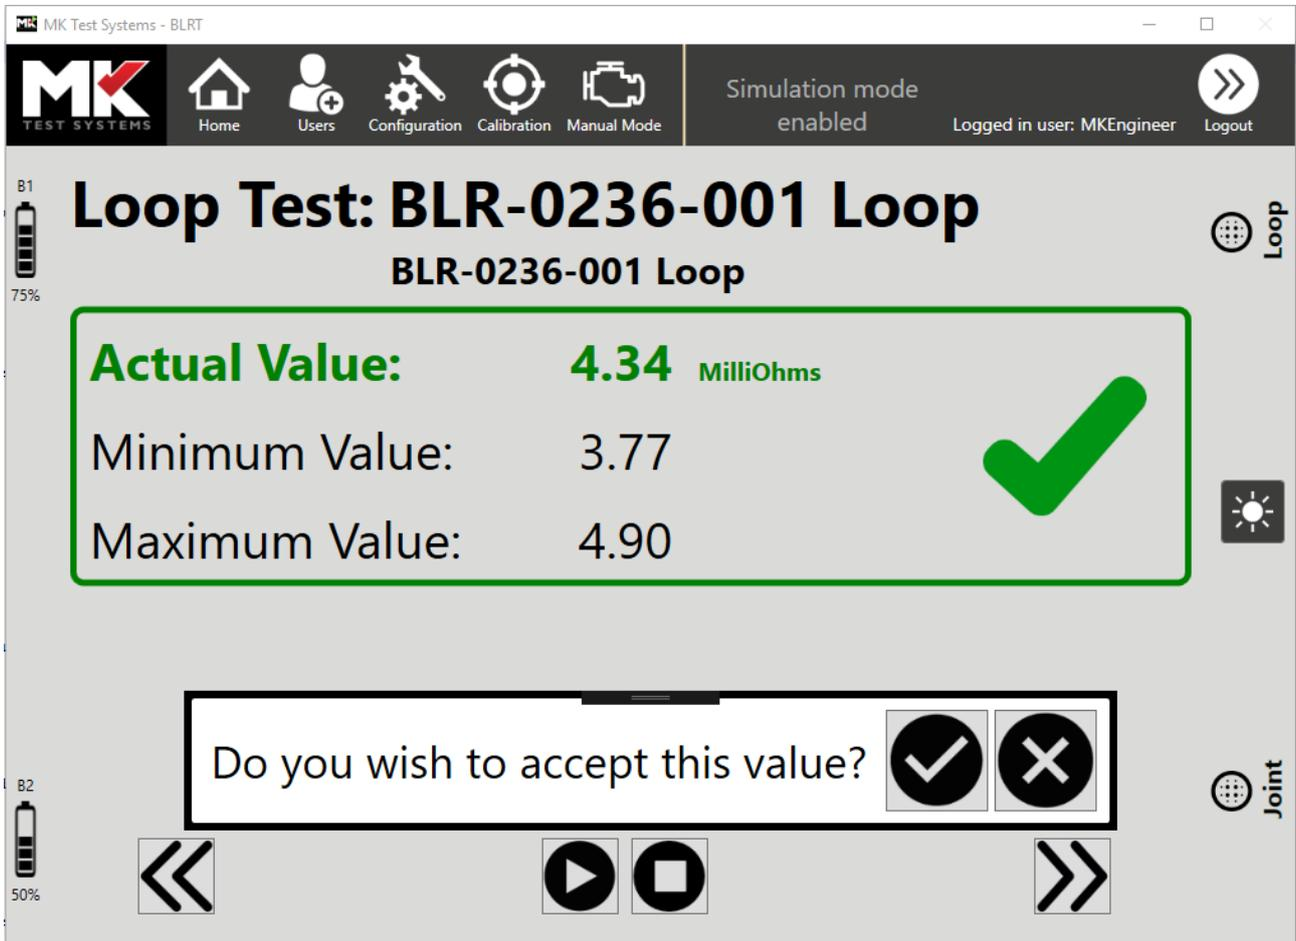 MK MK Test Systems - BLRT
MK
TEST SYSTEMS
Home
Users
Configuration
Calibration
Manual Mode
Simulation mode
enabled
Logged in user: MKEngineer
Logout
B1
75%
Loop Test: BLR-0236-001 Loop
BLR-0236-001 Loop
Loop
Actual Value: 4.34 MilliOhms
Minimum Value: 3.77
Maximum Value: 4.90
Do you wish to accept this value?
B2
50%
Joint